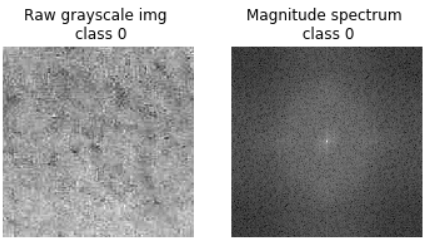 Raw grayscale img
class 0
Magnitude spectrum
class 0